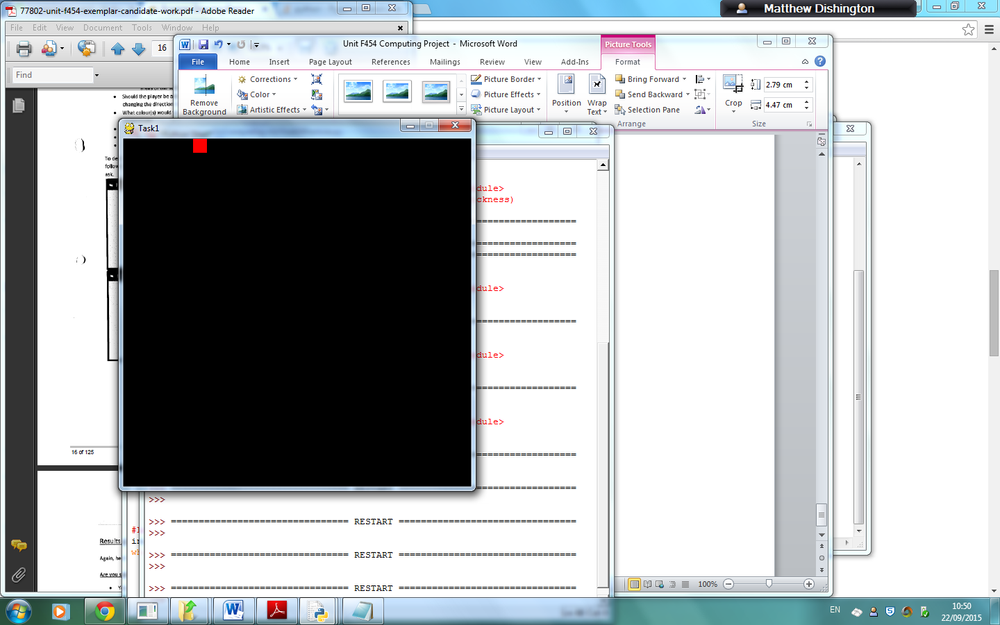 77802-unit-f454-exemplar-candidate-work.pdf - Adobe Reader
Matthew Dishington
File Edit View Document Tools Window Help
16
Find
Unit F454 Computing Project - Microsoft Word
Picture Tools
File Home Insert Page Layout References Mailings Review View Add-Ins Format
Remove Background
Corrections
Color
Artistic Effects
Picture Border
Picture Effects
Picture Layout
Position
Wrap Text
Bring Forward
Send Backward
Selection Pane
Arrange
Crop
2.79 cm
4.47 cm
Size
Should the player be a
changing the direction
What colour(s) would
To de
follow
ask.
16 of 125
Results
Again, he
Are you s
Task1
dule>
ckness)
================
================
================
dule>
================
dule>
================
dule>
================
================
>>>
>>> ================================ RESTART ================================
>>>
>>> ================================ RESTART ================================
>>>
>>> ================================ RESTART ================================
100%
EN
10:50
22/09/2015